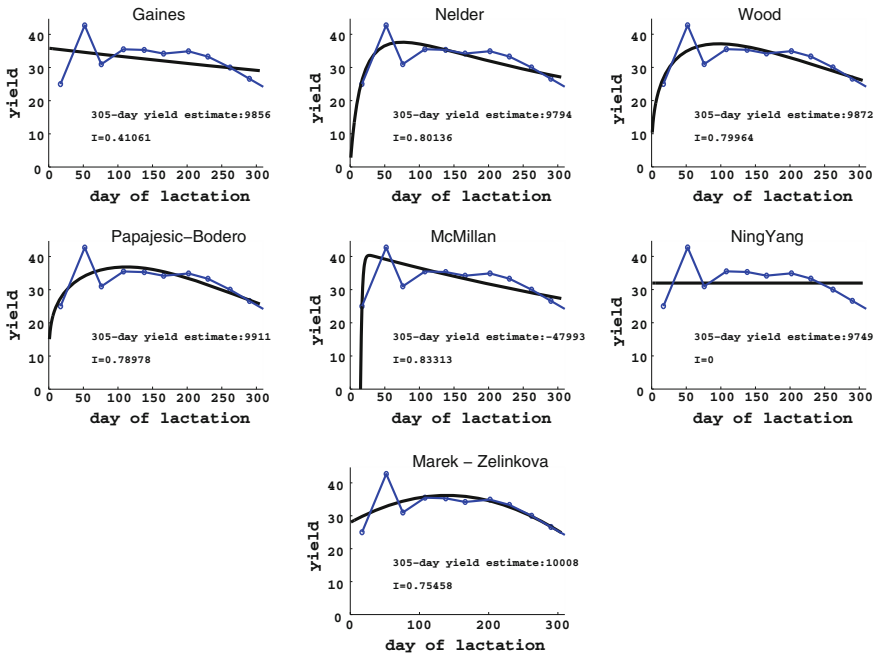 Gaines
40
30
20
10
0
yield
305-day yield estimate:9856
I=0.41061
0 50 100 150 200 250 300
day of lactation
Nelder
40
30
20
10
0
yield
305-day yield estimate:9794
I=0.80136
0 50 100 150 200 250 300
day of lactation
Wood
40
30
20
10
0
yield
305-day yield estimate:9872
I=0.79964
0 50 100 150 200 250 300
day of lactation
Papajesic–Bodero
40
30
20
10
0
yield
305-day yield estimate:9911
I=0.78978
0 50 100 150 200 250 300
day of lactation
McMillan
40
30
20
10
0
yield
305-day yield estimate:-47993
I=0.83313
0 50 100 150 200 250 300
day of lactation
NingYang
40
30
20
10
0
yield
305-day yield estimate:9749
I=0
0 50 100 150 200 250 300
day of lactation
Marek – Zelinkova
40
30
20
10
0
yield
305-day yield estimate:10008
I=0.75458
0 100 200 300
day of lactation